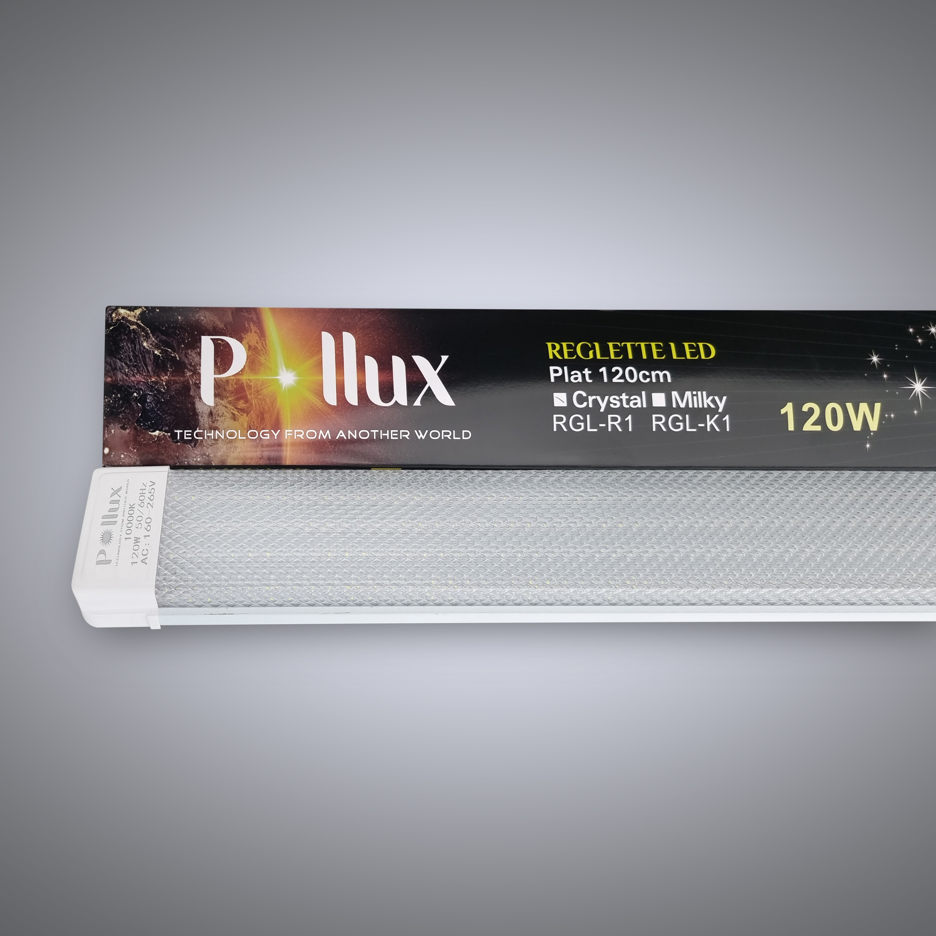 Pollux
TECHNOLOGY FROM ANOTHER WORLD
REGLETTE LED
Plat 120cm
Crystal Milky
RGL-R1 RGL-K1
120W
Pollux
10000K
120W 50/60Hz
AC:160-265V